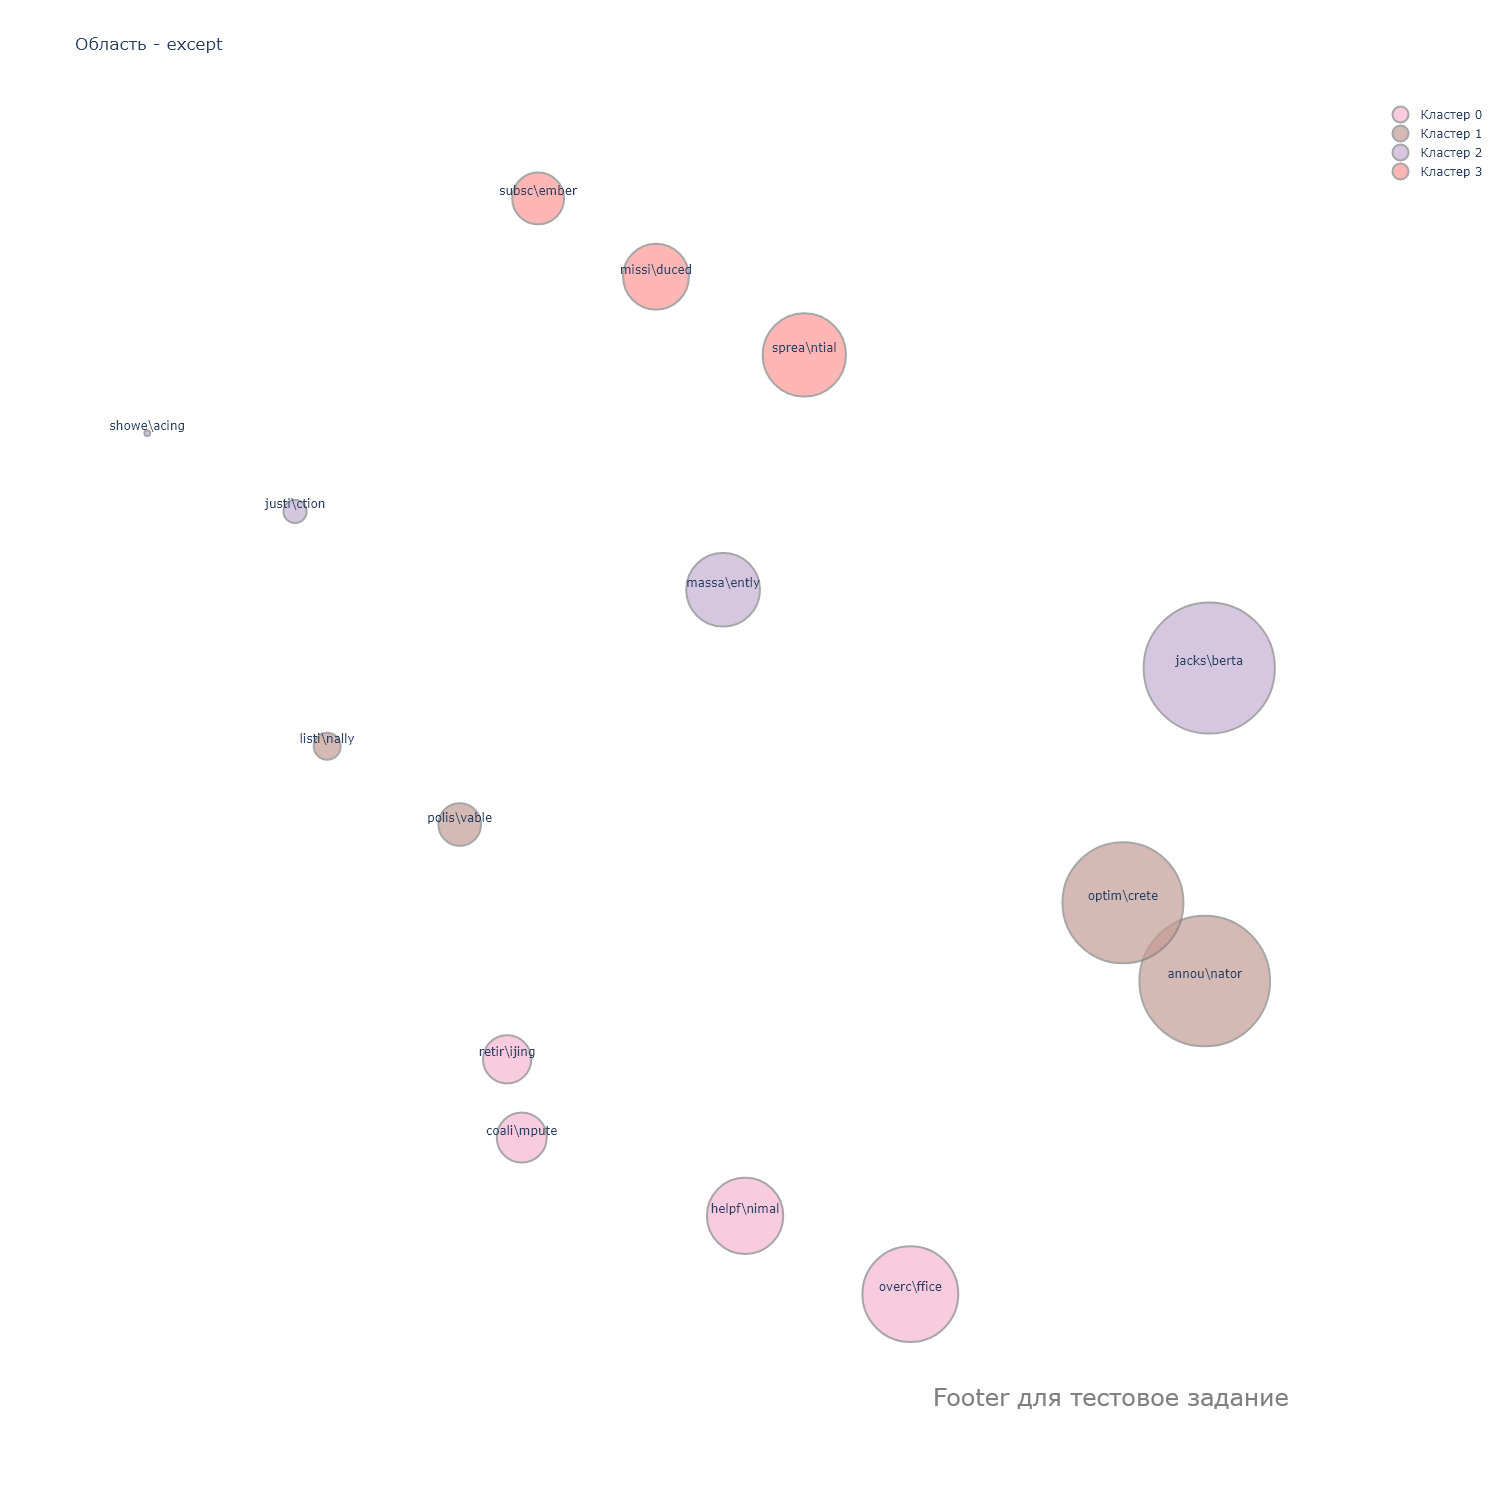 Область - except
Кластер 0
Кластер 1
Кластер 2
Кластер 3
subsc\ember
missi\duced
sprea\ntial
showe\acing
justi\ction
massa\ently
jacks\berta
listi\nally
polis\vable
optim\crete
annou\nator
retir\ijing
coali\mpute
helpf\nimal
overc\ffice
Footer для тестовое задание